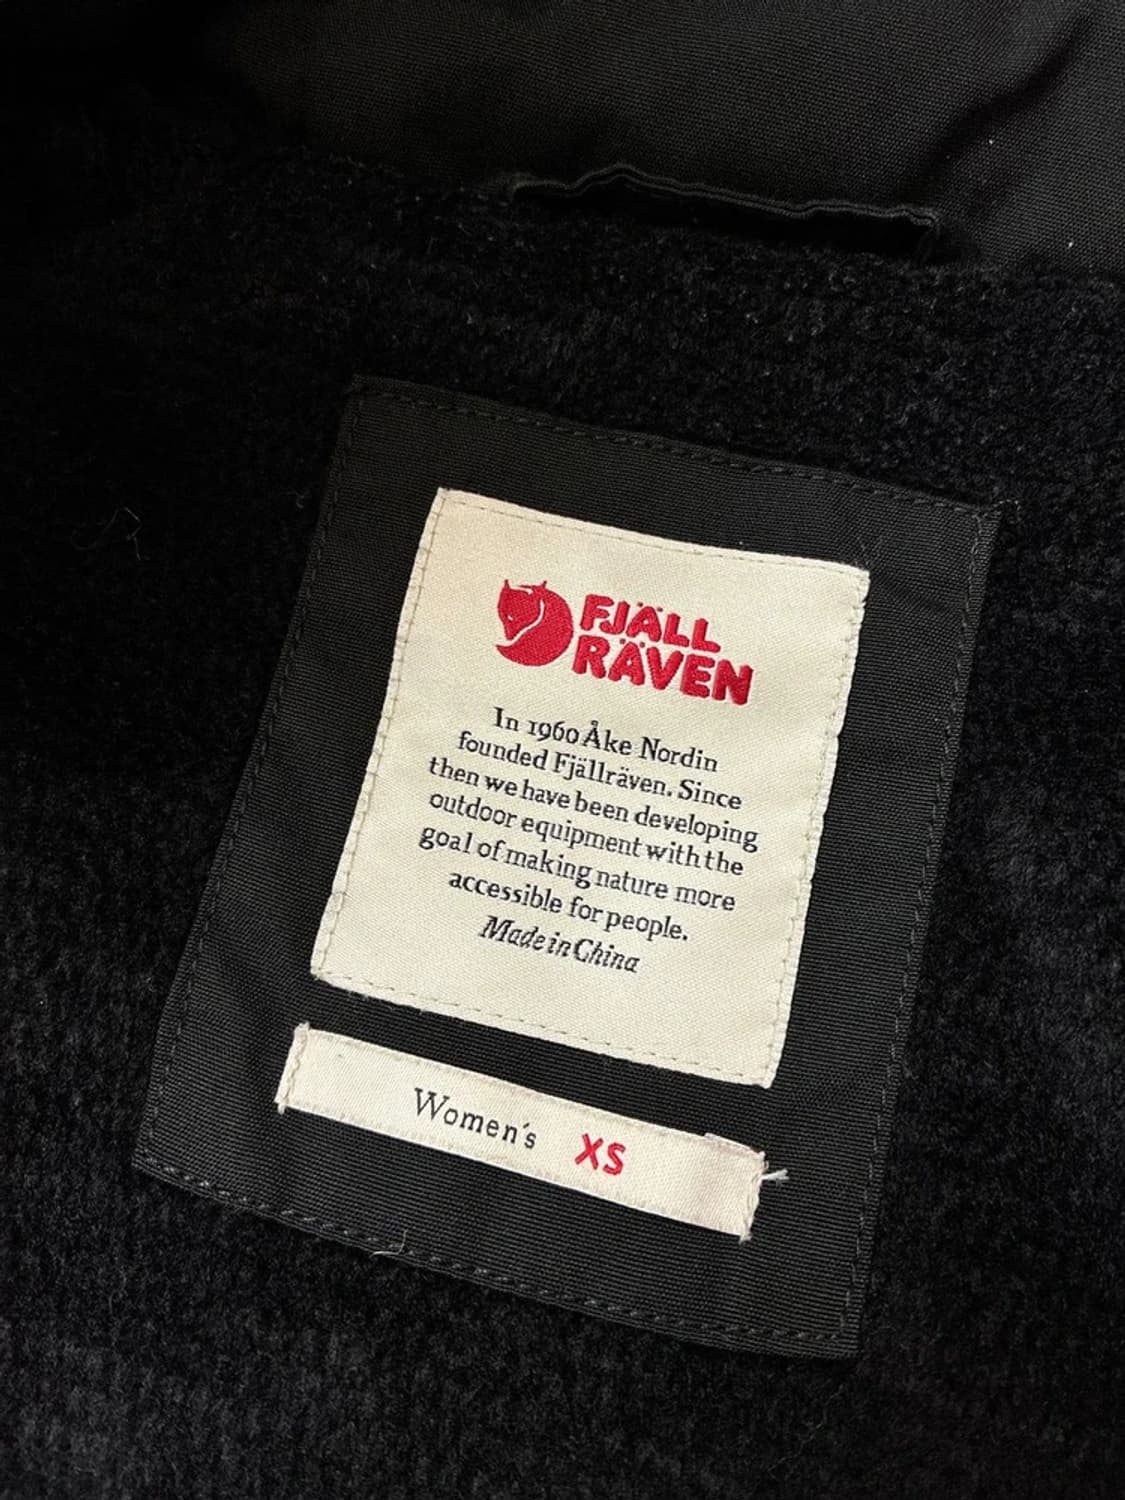 FJÄLL
RÄVEN
In 1960 Åke Nordin
founded Fjällräven. Since
then we have been developing
outdoor equipment with the
goal of making nature more
accessible for people.
Made in China
Women's XS